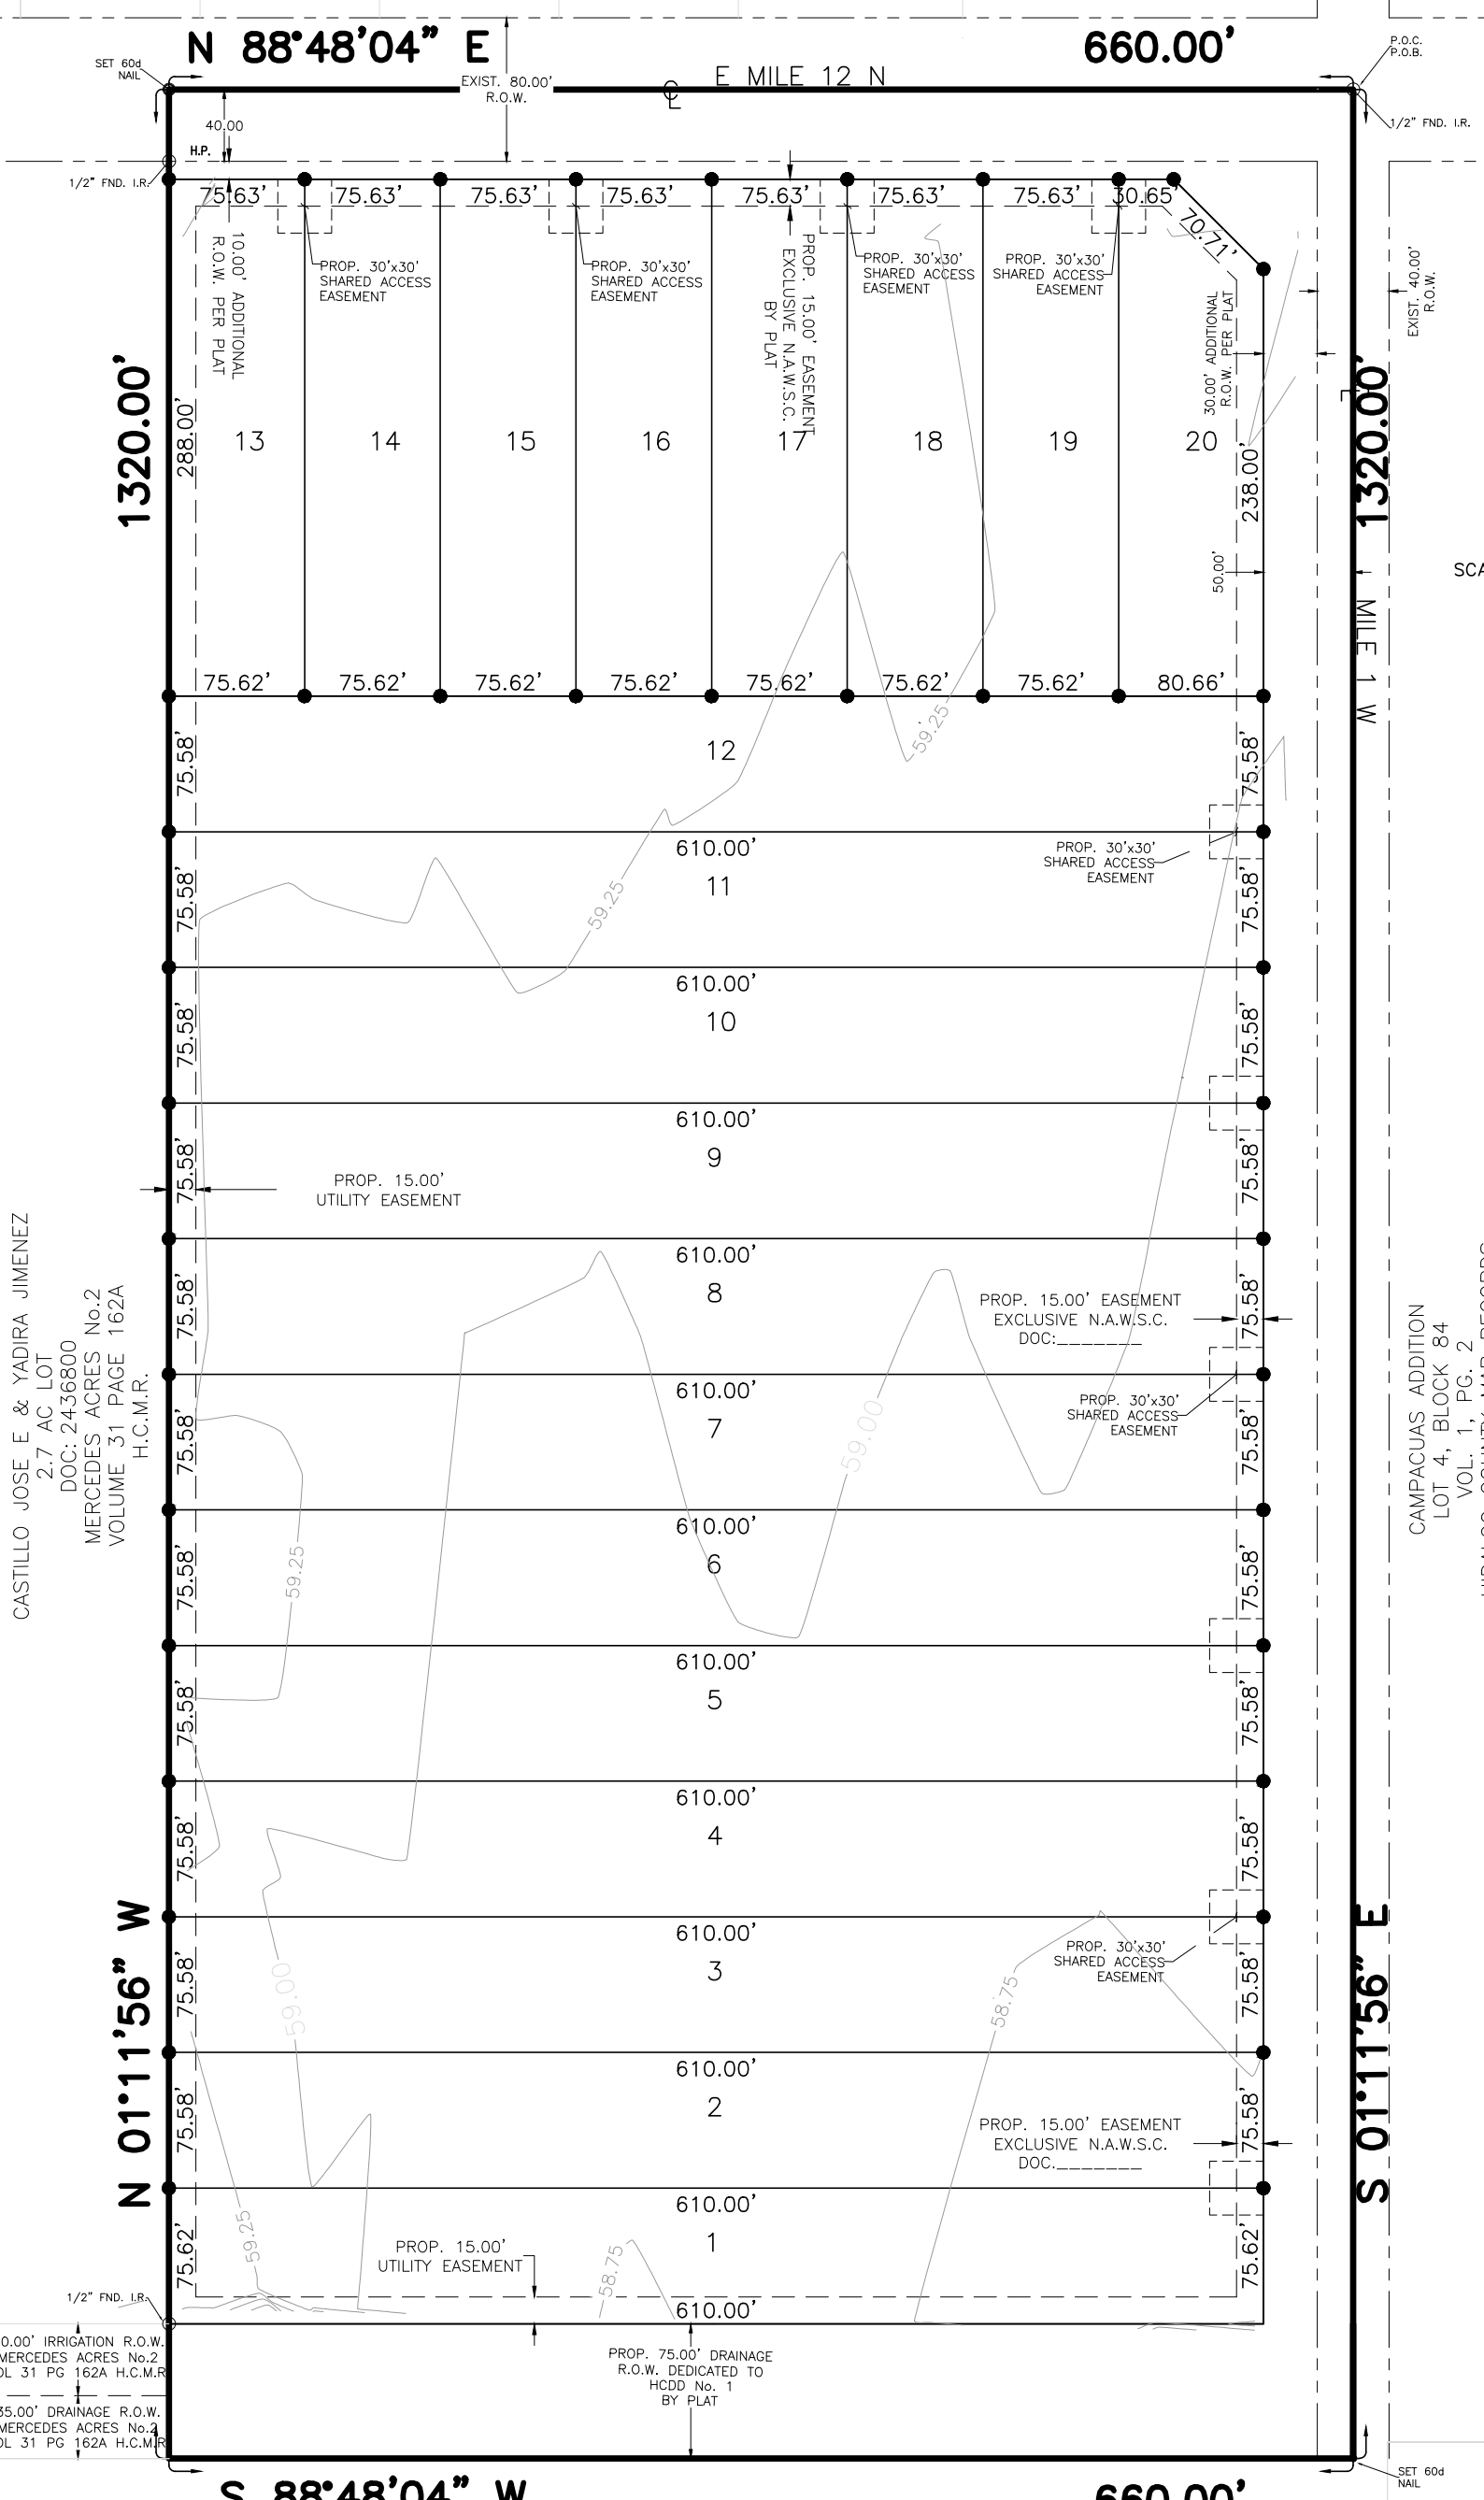 N 88°48'04" E
660.00'
P.O.C.
P.O.B.
SET 60d
NAIL
EXIST. 80.00'
R.O.W.
E MILE 12 N
℄
1/2" FND. I.R.
40.00
H.P.
1/2" FND. I.R.
75.63'
75.63'
75.63'
75.63'
75.63'
75.63'
75.63'
30.65'
70.71'
10.00' ADDITIONAL
R.O.W. PER PLAT
PROP. 30'x30'
SHARED ACCESS
EASEMENT
PROP. 30'x30'
SHARED ACCESS
EASEMENT
PROP. 15.00' EASEMENT
EXCLUSIVE N.A.W.S.C.
BY PLAT
PROP. 30'x30'
SHARED ACCESS
EASEMENT
PROP. 30'x30'
SHARED ACCESS
EASEMENT
30.00' ADDITIONAL
R.O.W. PER PLAT
EXIST. 40.00'
R.O.W.
1320.00'
288.00'
13
14
15
16
17
18
19
20
238.00'
1320.00'
50.00'
SCA
MILE 1 W
75.62'
75.62'
75.62'
75.62'
75.62'
75.62'
75.62'
80.66'
59.25
75.58'
12
75.58'
610.00'
PROP. 30'x30'
SHARED ACCESS
EASEMENT
75.58'
11
75.58'
59.25
610.00'
75.58'
10
75.58'
610.00'
75.58'
9
75.58'
PROP. 15.00'
UTILITY EASEMENT
610.00'
75.58'
8
75.58'
PROP. 15.00' EASEMENT
EXCLUSIVE N.A.W.S.C.
DOC:_______
CASTILLO JOSE E & YADIRA JIMENEZ
2.7 AC LOT
DOC: 2436800
MERCEDES ACRES No.2
VOLUME 31 PAGE 162A
H.C.M.R.
CAMPACUAS ADDITION
LOT 4, BLOCK 84
VOL. 1, PG. 2
610.00'
PROP. 30'x30'
SHARED ACCESS
EASEMENT
75.58'
7
75.58'
59.00
610.00'
75.58'
6
75.58'
59.25
610.00'
75.58'
5
75.58'
610.00'
75.58'
4
75.58'
610.00'
PROP. 30'x30'
SHARED ACCESS
EASEMENT
75.58'
3
75.58'
59.00
58.75
N 01°11'56" W
S 01°11'56" E
610.00'
75.58'
2
75.58'
PROP. 15.00' EASEMENT
EXCLUSIVE N.A.W.S.C.
DOC._______
610.00'
75.62'
1
75.62'
59.25
PROP. 15.00'
UTILITY EASEMENT
58.75
1/2" FND. I.R.
610.00'
0.00' IRRIGATION R.O.W.
MERCEDES ACRES No.2
OL 31 PG 162A H.C.M.R
35.00' DRAINAGE R.O.W.
MERCEDES ACRES No.2
OL 31 PG 162A H.C.M.R
PROP. 75.00' DRAINAGE
R.O.W. DEDICATED TO
HCDD No. 1
BY PLAT
SET 60d
NAIL
S 88°48'04" W
660.00'